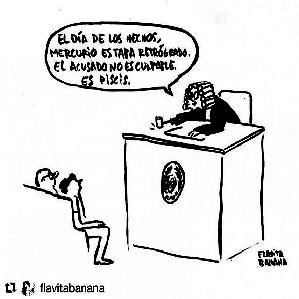 EL DÍA DE LOS HECHOS,
MERCURIO ESTABA RETRÓGRADO.
EL ACUSADO NO ES CULPABLE.
ES PISCIS.
FLAVITA
BANANA
flavitabanana